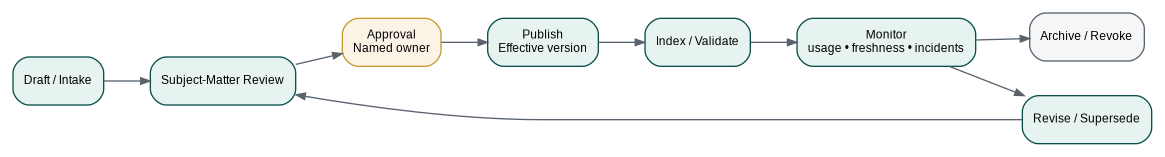 Draft / Intake
Subject-Matter Review
Approval
Named owner
Publish
Effective version
Index / Validate
Monitor
usage • freshness • incidents
Archive / Revoke
Revise / Supersede